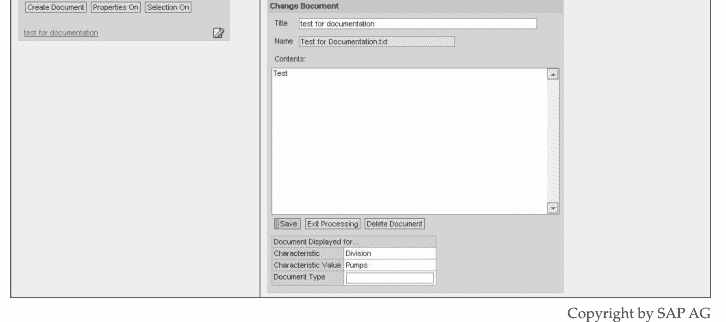 Create Document Properties On Selection On
test for documentation
Change Document
Title test for documentation
Name Test for Documentation.txt
Contents:
Test
Save Exit Processing Delete Document
Document Displayed for...
Characteristic Division
Characteristic Value Pumps
Document Type
Copyright by SAP AG